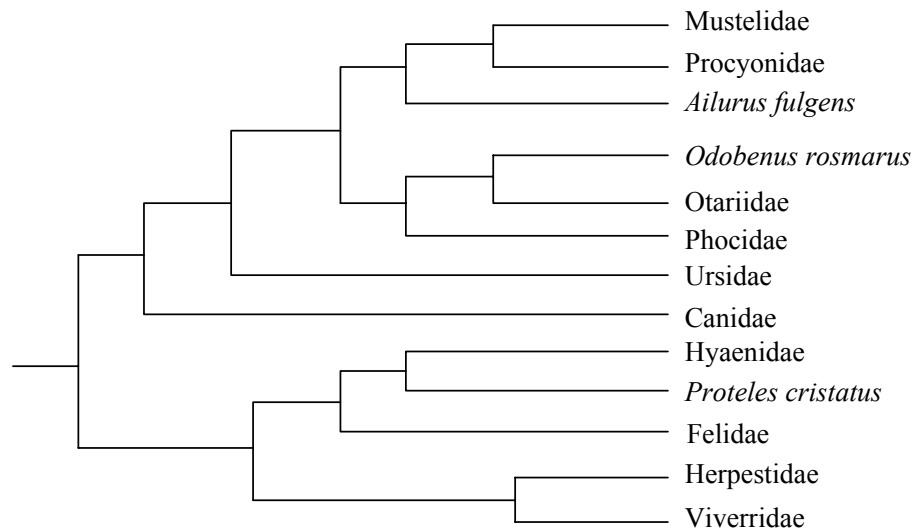 Mustelidae
Procyonidae
Ailurus fulgens
Odobenus rosmarus
Otariidae
Phocidae
Ursidae
Canidae
Hyaenidae
Proteles cristatus
Felidae
Herpestidae
Viverridae